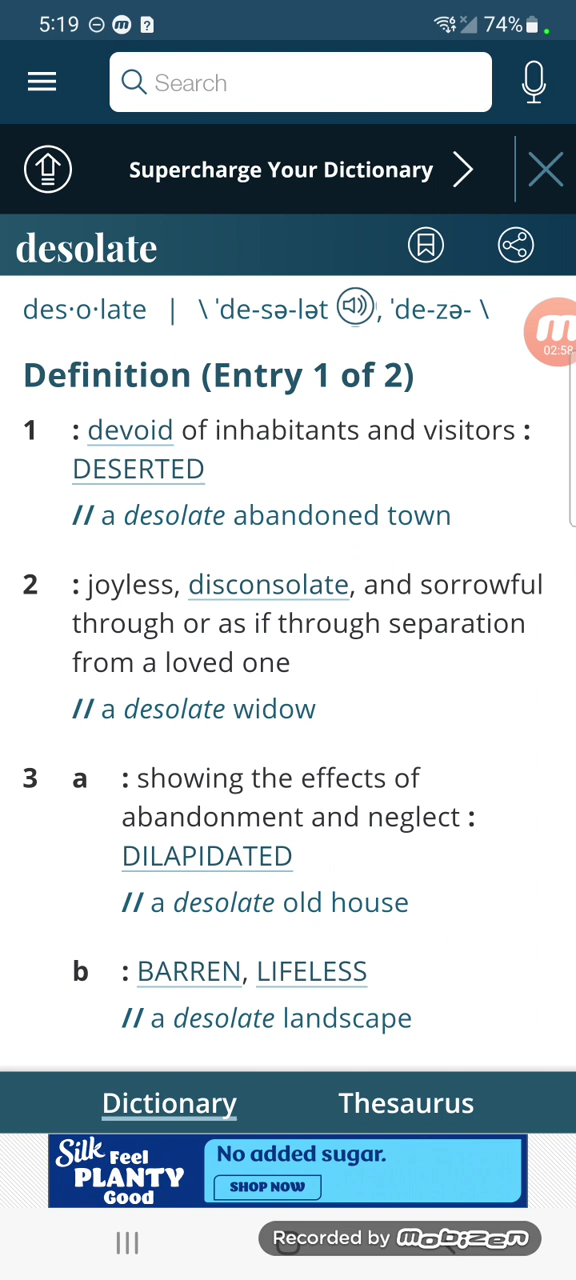 5:19 74%
Search
Supercharge Your Dictionary
desolate
des·o·late | \ ˈde-sə-lət , ˈde-zə- \
02:58
Definition (Entry 1 of 2)
1 : devoid of inhabitants and visitors :
DESERTED
// a desolate abandoned town
2 : joyless, disconsolate, and sorrowful
through or as if through separation
from a loved one
// a desolate widow
3 a : showing the effects of
abandonment and neglect :
DILAPIDATED
// a desolate old house
b : BARREN, LIFELESS
// a desolate landscape
Dictionary Thesaurus
Silk Feel
PLANTY
Good
No added sugar.
SHOP NOW
Recorded by mobizen